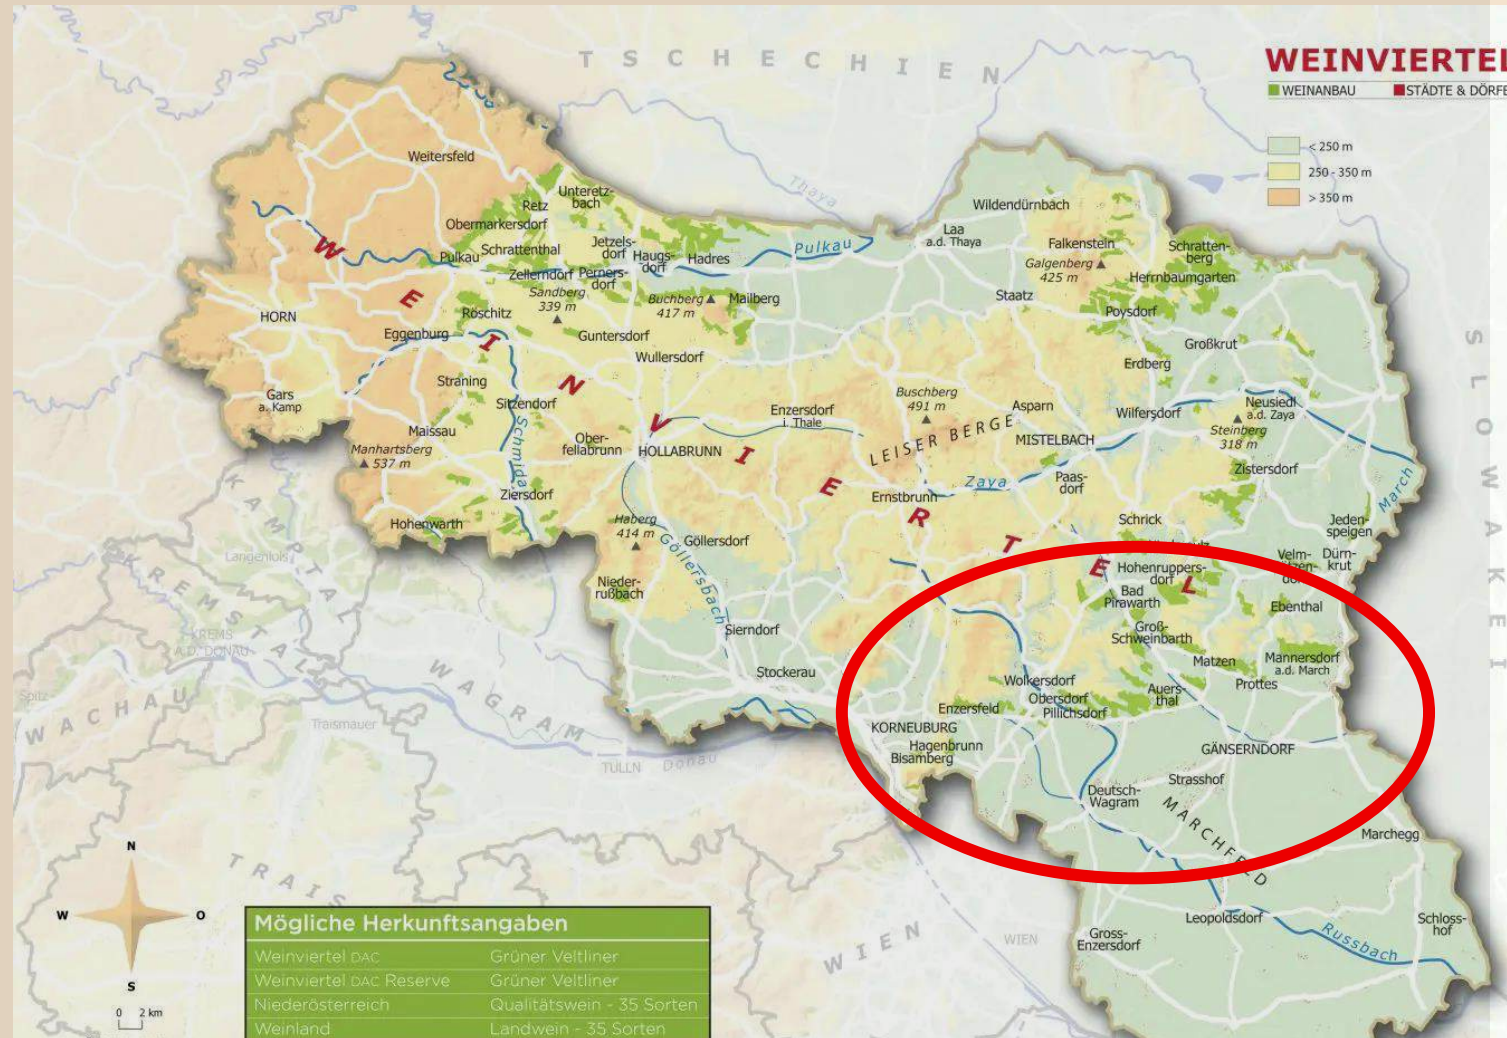 TSCHECHIEN
WEINVIERTEL
WEINANBAU
STÄDTE & DÖRFE
< 250 m
250 - 350 m
> 350 m
Weitersfeld
Thaya
Unteretz-
bach
Retz
Obermarkersdorf
Wildendürnbach
Laa
a.d. Thaya
Falkenstein
Schratten-
berg
Pulkau
Schrattenthal
Jetzels-
dorf
Haugs-
dorf
Hadres
Pulkau
Galgenberg
425 m
Herrnbaumgarten
Zellerndorf
Perners-
dorf
Sandberg
339 m
Buchberg
417 m
Mailberg
Staatz
Poysdorf
HORN
Röschitz
Eggenburg
Guntersdorf
Wullersdorf
Großkrut
Erdberg
Straning
Gars
a. Kamp
Sitzendorf
Buschberg
491 m
Enzersdorf
i. Thale
Asparn
Wilfersdorf
Neusiedl
a.d. Zaya
Steinberg
318 m
Maissau
Manhartsberg
537 m
Schmida
Ober-
fellabrunn
HOLLABRUNN
LEISER BERGE
MISTELBACH
Zistersdorf
Ziersdorf
Ernstbrunn
Zaya
Paas-
dorf
March
SLOWAKEI
WEINVIERTEL
Hohenwarth
Haberg
414 m
Göllersdorf
Göllersbach
Schrick
Jeden-
speigen
KAMPTAL
Langenlois
KREMSTAL
Nieder-
rußbach
Hohenruppers-
dorf
Dürn-
krut
Bad
Pirawarth
Ebenthal
KREMS
A.D. DONAU
Sierndorf
Groß-
Schweinbarth
Stockerau
Matzen
Mannersdorf
a.d. March
Prottes
Spitz
WACHAU
WAGRAM
Traismauer
Wolkersdorf
Obersdorf
Pillichsdorf
Auers-
thal
Enzersfeld
KORNEUBURG
Hagenbrunn
Bisamberg
GÄNSERNDORF
TULLN
Donau
Strasshof
Deutsch-
Wagram
MARCHFELD
Marchegg
TRAIS
N
W
O
S
0 2 km
Leopoldsdorf
Schloss-
hof
Gross-
Enzersdorf
Russbach
WIEN
WIEN
Mögliche Herkunftsangaben
Weinviertel DAC Grüner Veltliner
Weinviertel DAC Reserve Grüner Veltliner
Niederösterreich Qualitätswein - 35 Sorten
Weinland Landwein - 35 Sorten